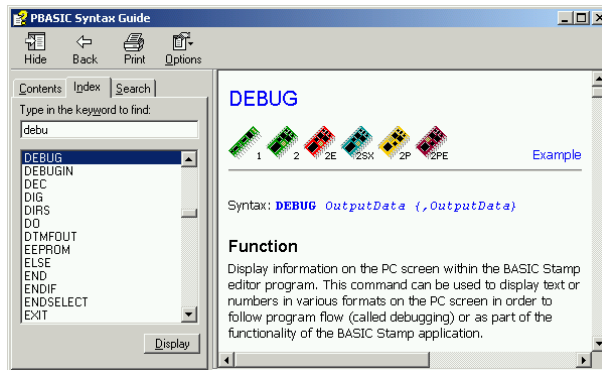 PBASIC Syntax Guide
Hide Back Print Options
Contents Index Search
Type in the keyword to find:
debu
DEBUG
DEBUGIN
DEC
DIG
DIRS
DO
DTMFOUT
EEPROM
ELSE
END
ENDIF
ENDSELECT
EXIT
Display
DEBUG
1 2 2E 2SX 2P 2PE
Example
Syntax: DEBUG OutputData {,OutputData}
Function
Display information on the PC screen within the BASIC Stamp
editor program. This command can be used to display text or
numbers in various formats on the PC screen in order to
follow program flow (called debugging) or as part of the
functionality of the BASIC Stamp application.